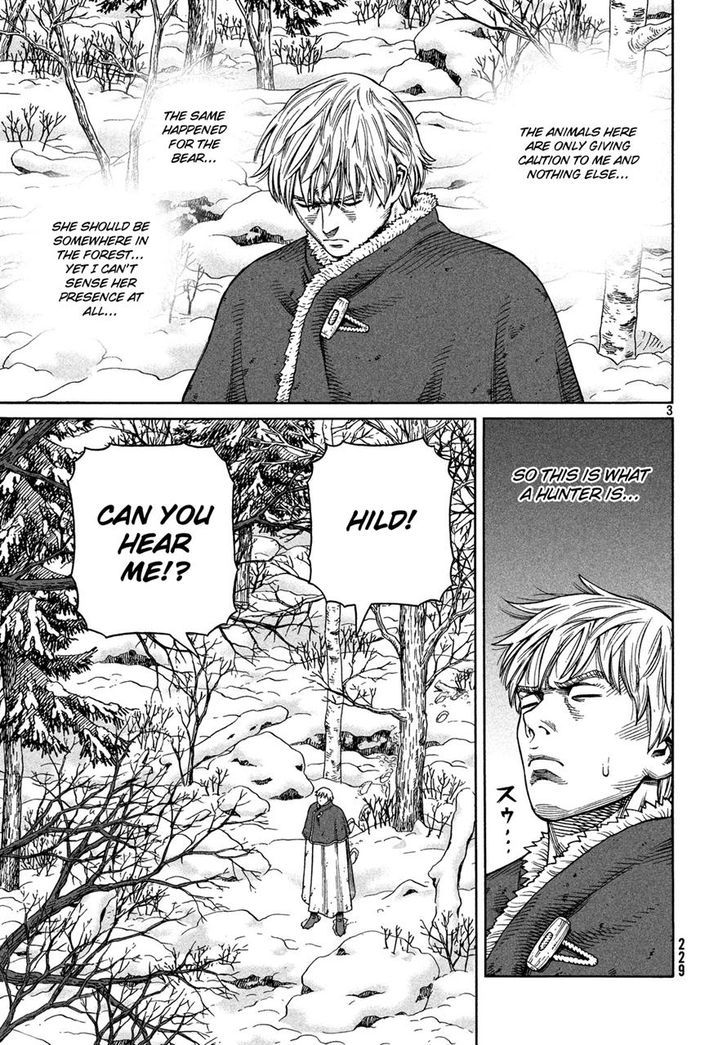 THE ANIMALS HERE
ARE ONLY GIVING
CAUTION TO ME AND
NOTHING ELSE...
THE SAME
HAPPENED
FOR THE
BEAR...
SHE SHOULD BE
SOMEWHERE IN
THE FOREST...
YET I CAN'T
SENSE HER
PRESENCE AT
ALL...
3
SO THIS IS WHAT
A HUNTER IS...
スゥ…
HILD!
CAN YOU
HEAR
ME!?
229